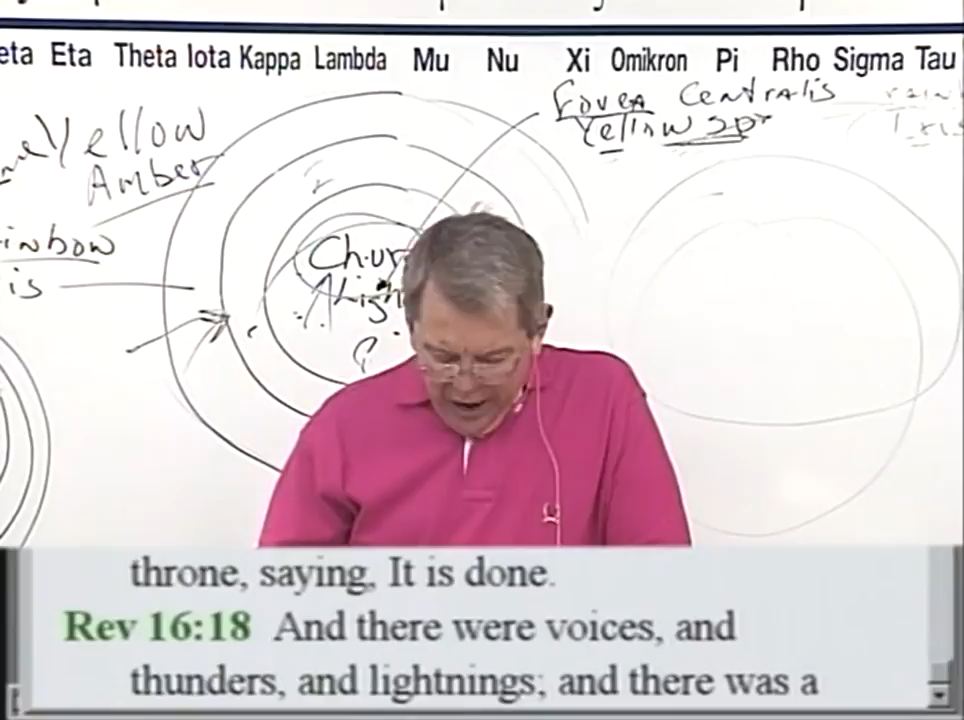 eta Eta Theta Iota Kappa Lambda Mu Nu Xi Omikron Pi Rho Sigma Tau
Fovea Centralis
Yellow
Yellow
Amber
inbow
is
Chur
throne, saying, It is done.
Rev 16:18 And there were voices, and
thunders, and lightnings; and there was a